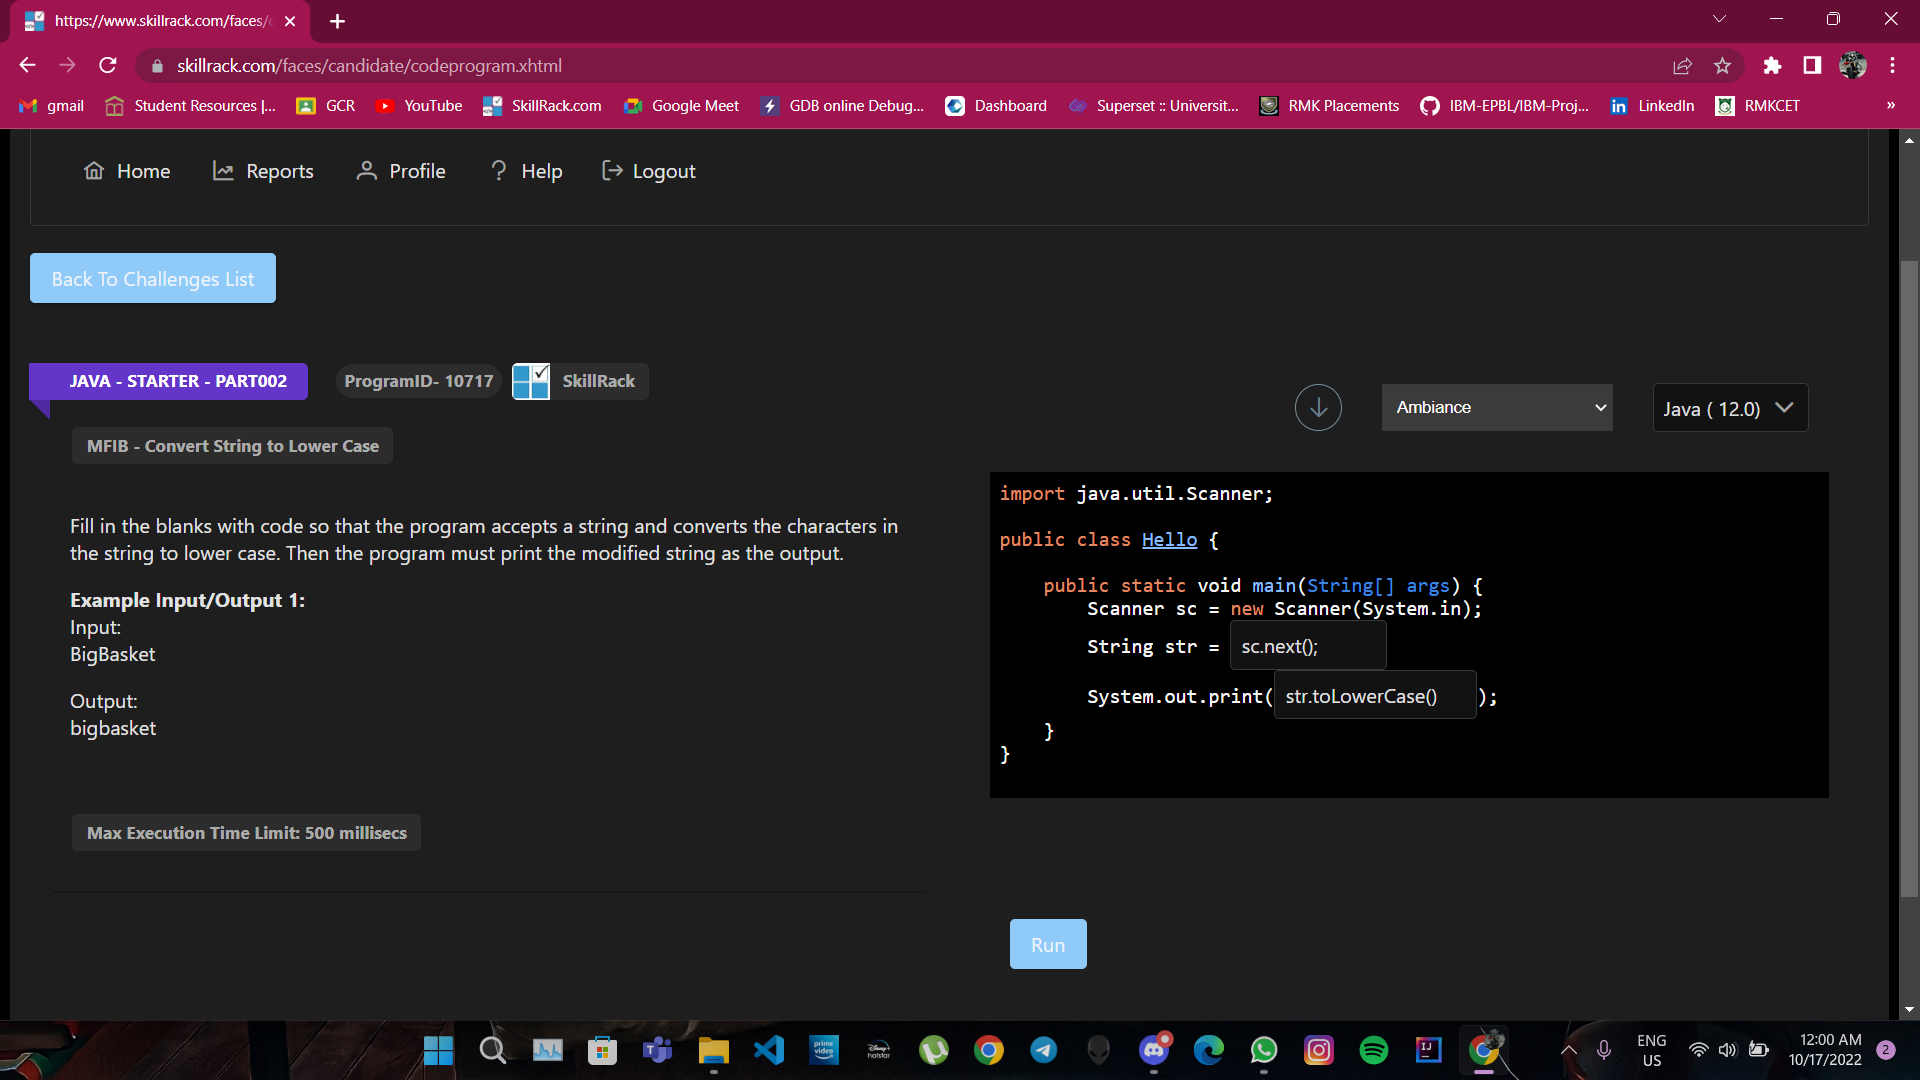 https://www.skillrack.com/faces/c
skillrack.com/faces/candidate/codeprogram.xhtml
gmail
Student Resources |...
GCR
YouTube
SkillRack.com
Google Meet
GDB online Debug...
Dashboard
Superset :: Universit...
RMK Placements
IBM-EPBL/IBM-Proj...
LinkedIn
RMKCET
»
Home
Reports
Profile
Help
Logout
Back To Challenges List
JAVA - STARTER - PART002
ProgramID- 10717
SkillRack
MFIB - Convert String to Lower Case
Fill in the blanks with code so that the program accepts a string and converts the characters in
the string to lower case. Then the program must print the modified string as the output.
Example Input/Output 1:
Input:
BigBasket
Output:
bigbasket
Max Execution Time Limit: 500 millisecs
Ambiance
Java ( 12.0)
import java.util.Scanner;
public class Hello {
public static void main(String[] args) {
Scanner sc = new Scanner(System.in);
String str = sc.next();
System.out.print( str.toLowerCase() );
}
}
Run
prime video
Disney+ hotstar
IJ
ENG
US
12:00 AM
10/17/2022
2